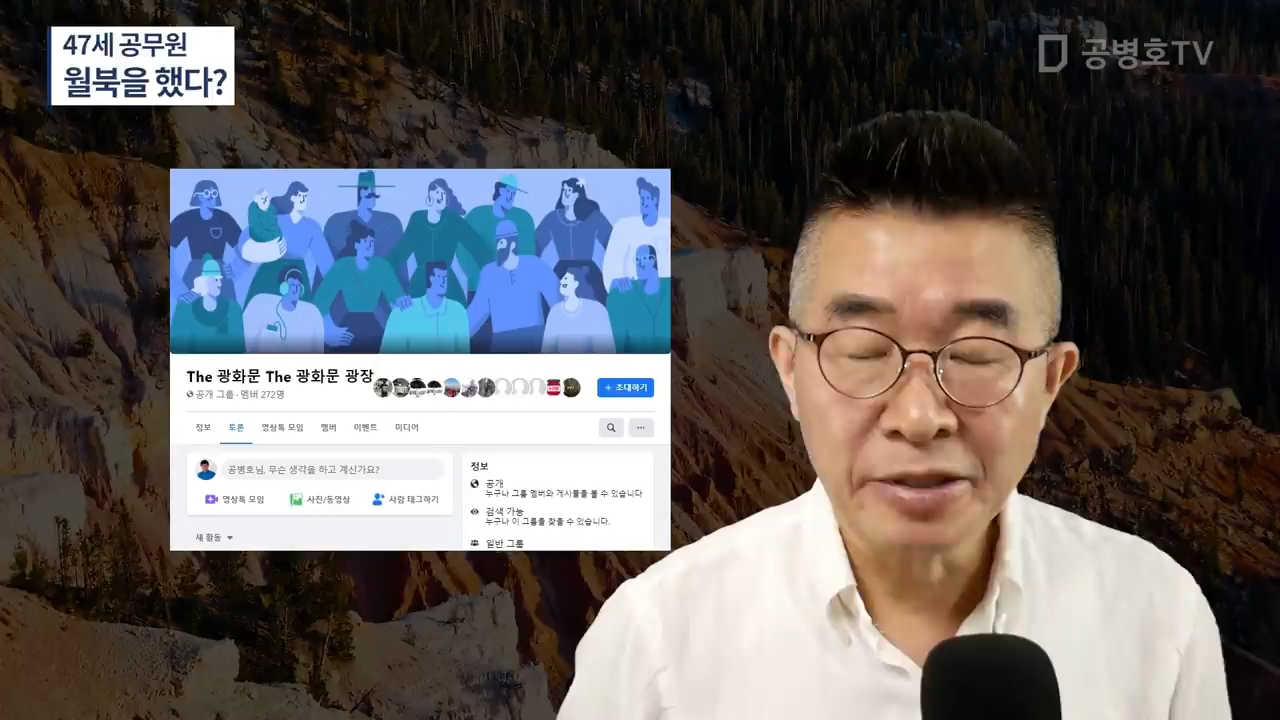 47세 공무원
월북을 했다?
공병호TV
The 광화문 The 광화문 광장
공개 그룹 · 멤버 272명
+ 초대하기
정보 토론 영상톡 모임 멤버 이벤트 미디어
공병호님, 무슨 생각을 하고 계신가요?
영상톡 모임 사진/동영상 사람 태그하기
새 활동
정보
공개
누구나 그룹 멤버와 게시물을 볼 수 있습니다
검색 가능
누구나 이 그룹을 찾을 수 있습니다.
일반 그룹